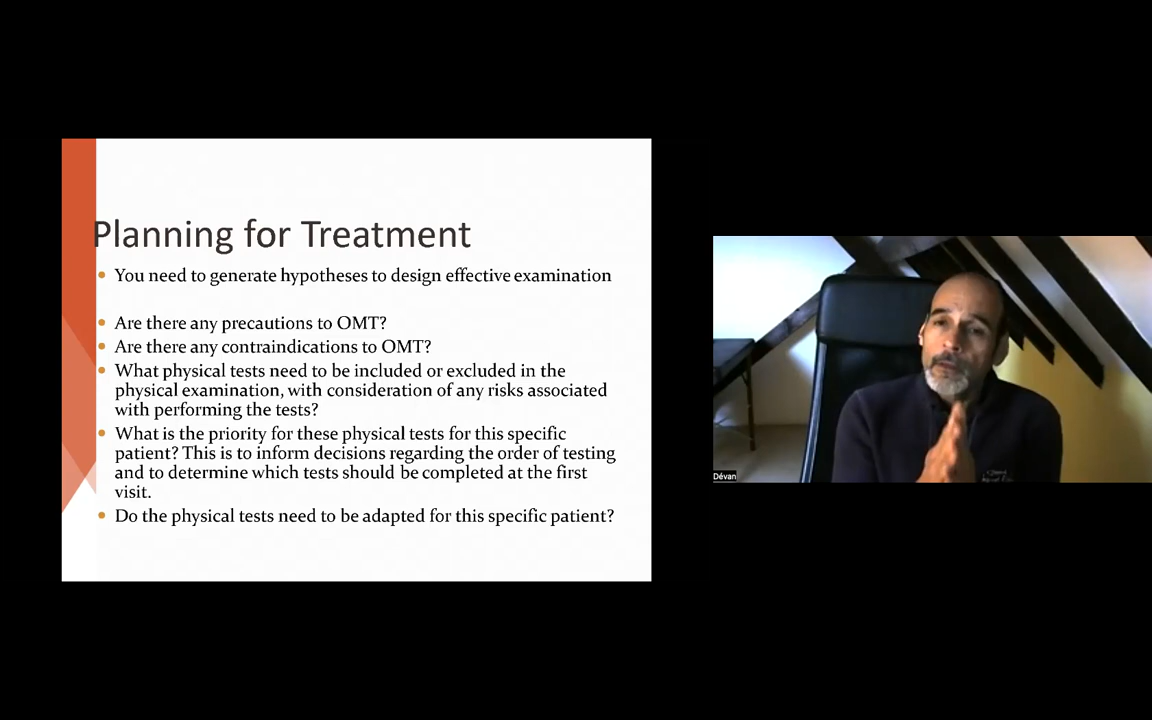 Planning for Treatment
• You need to generate hypotheses to design effective examination
• Are there any precautions to OMT?
• Are there any contraindications to OMT?
• What physical tests need to be included or excluded in the
physical examination, with consideration of any risks associated
with performing the tests?
• What is the priority for these physical tests for this specific
patient? This is to inform decisions regarding the order of testing
and to determine which tests should be completed at the first
visit.
• Do the physical tests need to be adapted for this specific patient?
Dévan